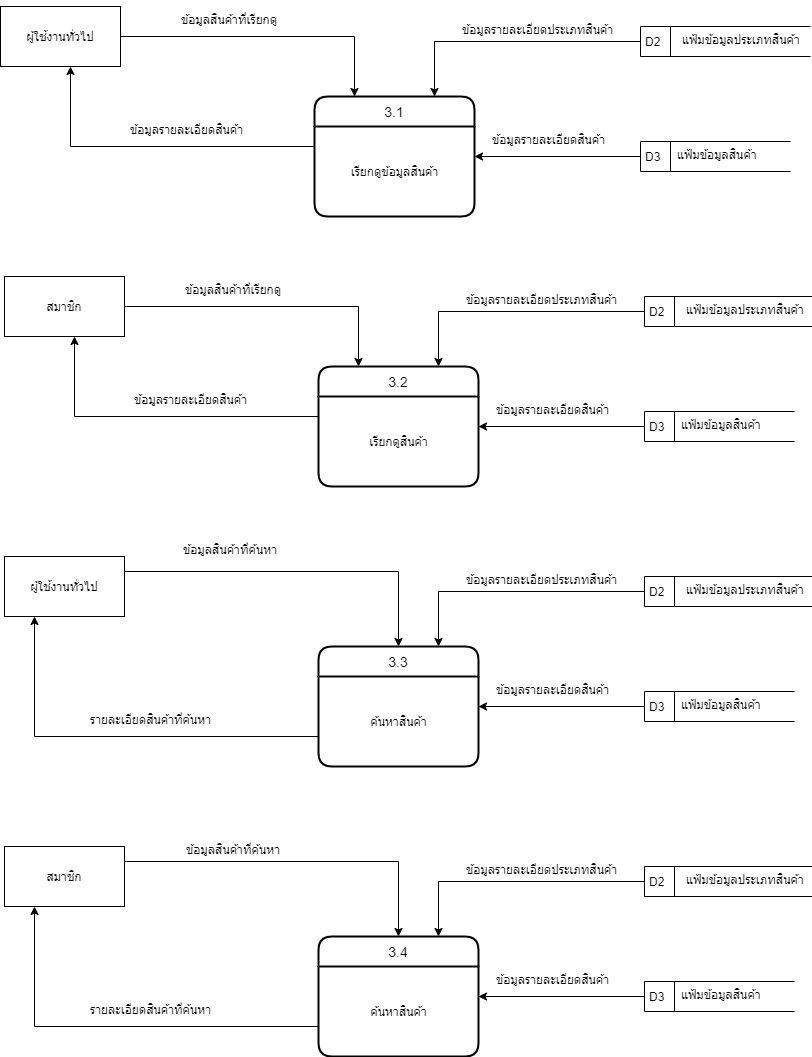 ข้อมูลสินค้าที่เรียกดู
ผู้ใช้งานทั่วไป
ข้อมูลรายละเอียดประเภทสินค้า
D2
แฟ้มข้อมูลประเภทสินค้า
3.1
ข้อมูลรายละเอียดสินค้า
ข้อมูลรายละเอียดสินค้า
D3
แฟ้มข้อมูลสินค้า
เรียกดูข้อมูลสินค้า
ข้อมูลสินค้าที่เรียกดู
สมาชิก
ข้อมูลรายละเอียดประเภทสินค้า
D2
แฟ้มข้อมูลประเภทสินค้า
3.2
ข้อมูลรายละเอียดสินค้า
ข้อมูลรายละเอียดสินค้า
D3
แฟ้มข้อมูลสินค้า
เรียกดูสินค้า
ข้อมูลสินค้าที่ค้นหา
ผู้ใช้งานทั่วไป
ข้อมูลรายละเอียดประเภทสินค้า
D2
แฟ้มข้อมูลประเภทสินค้า
3.3
ข้อมูลรายละเอียดสินค้า
D3
แฟ้มข้อมูลสินค้า
รายละเอียดสินค้าที่ค้นหา
ค้นหาสินค้า
ข้อมูลสินค้าที่ค้นหา
สมาชิก
ข้อมูลรายละเอียดประเภทสินค้า
D2
แฟ้มข้อมูลประเภทสินค้า
3.4
ข้อมูลรายละเอียดสินค้า
D3
แฟ้มข้อมูลสินค้า
รายละเอียดสินค้าที่ค้นหา
ค้นหาสินค้า